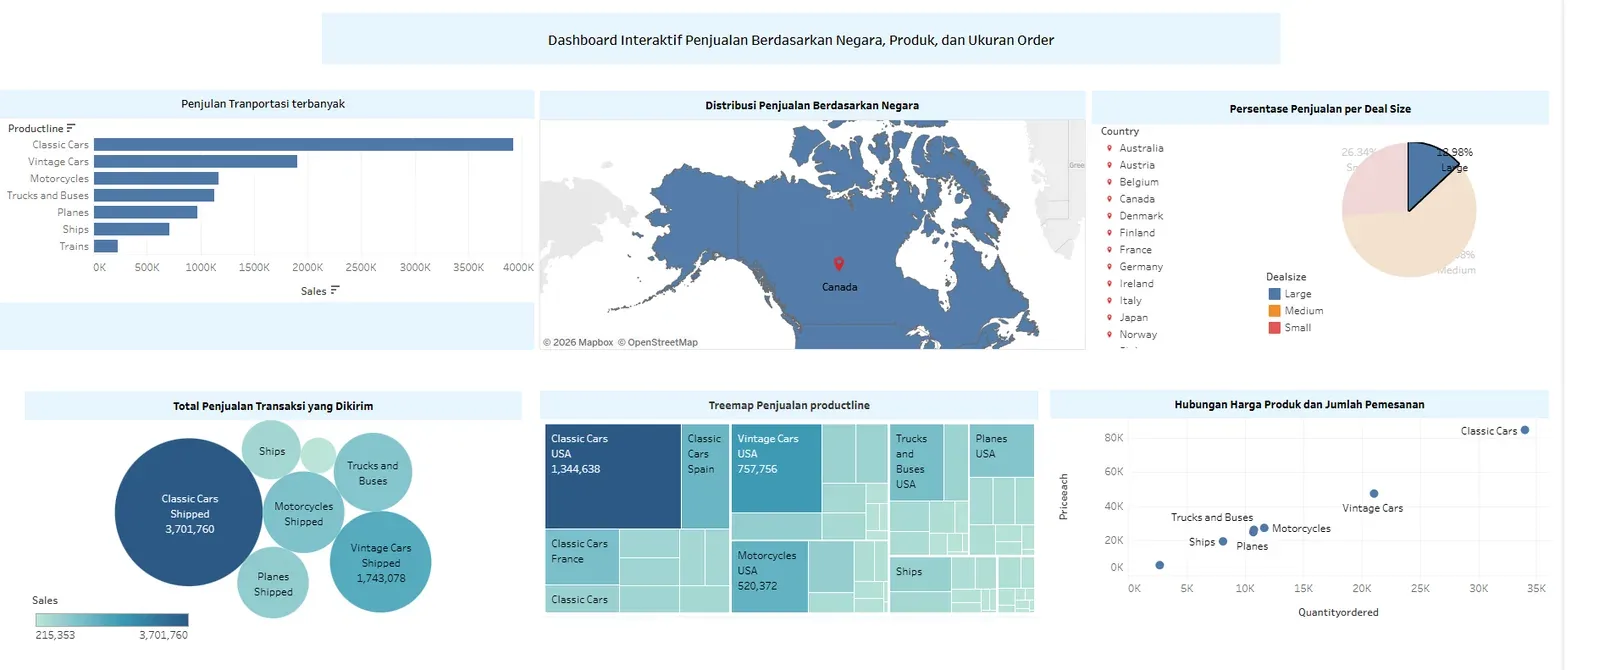 Dashboard Interaktif Penjualan Berdasarkan Negara, Produk, dan Ukuran Order
Penjulan Tranportasi terbanyak
Productline
Classic Cars
Vintage Cars
Motorcycles
Trucks and Buses
Planes
Ships
Trains
0K 500K 1000K 1500K 2000K 2500K 3000K 3500K 4000K
Sales
Distribusi Penjualan Berdasarkan Negara
Gree
Canada
© 2026 Mapbox © OpenStreetMap
Persentase Penjualan per Deal Size
Country
Australia
Austria
Belgium
Canada
Denmark
Finland
France
Germany
Ireland
Italy
Japan
Norway
26.34%
Large
Medium
Dealsize
Large
Medium
Small
Total Penjualan Transaksi yang Dikirim
Ships
Trucks and
Buses
Classic Cars
Shipped
3,701,760
Motorcycles
Shipped
Vintage Cars
Shipped
1,743,078
Planes
Shipped
Sales
215,353 3,701,760
Treemap Penjualan productline
Classic Cars
USA
1,344,638
Classic
Cars
Spain
Vintage Cars
USA
757,756
Trucks
and
Buses
USA
Planes
USA
Classic Cars
France
Classic Cars
Motorcycles
USA
520,372
Ships
Hubungan Harga Produk dan Jumlah Pemesanan
Priceeach
80K
60K
40K
20K
0K
Classic Cars
Vintage Cars
Trucks and Buses
Motorcycles
Ships
Planes
0K 5K 10K 15K 20K 25K 30K 35K
Quantityordered